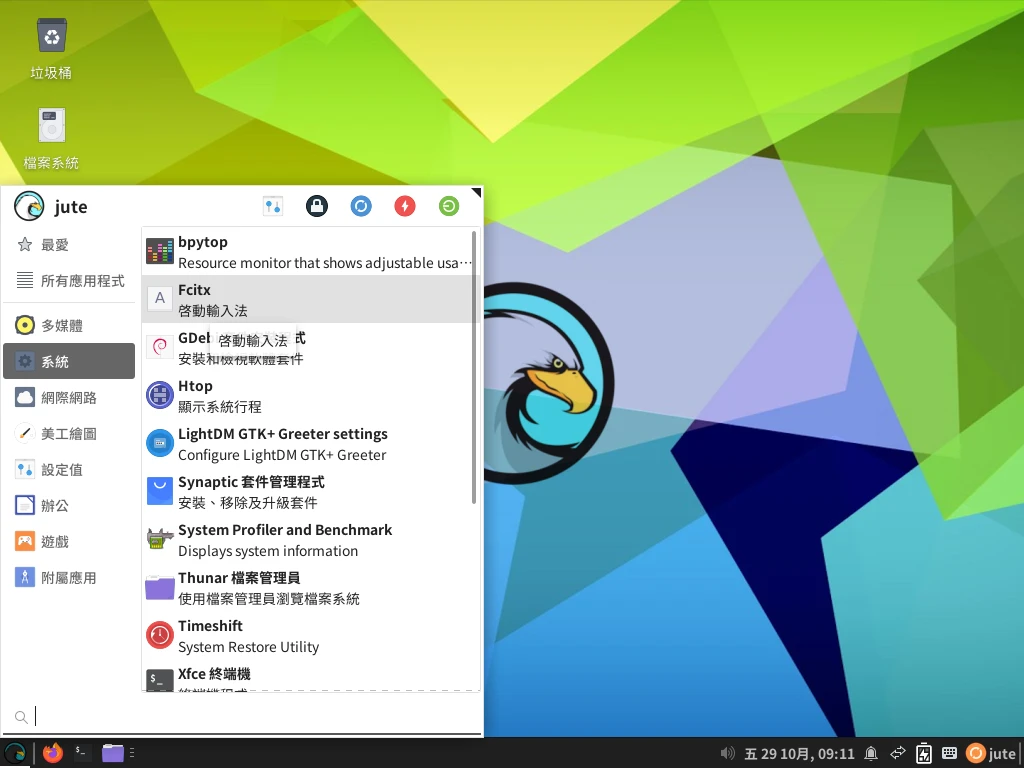 垃圾桶
檔案系統
jute
最愛
所有應用程式
多媒體
系統
網際網路
美工繪圖
設定值
辦公
遊戲
附屬應用
bpytop
Resource monitor that shows adjustable usa…
Fcitx
啓動輸入法
GDeb
式
啓動輸入法
安裝和檢視軟體套件
Htop
顯示系統行程
LightDM GTK+ Greeter settings
Configure LightDM GTK+ Greeter
Synaptic 套件管理程式
安裝、移除及升級套件
System Profiler and Benchmark
Displays system information
Thunar 檔案管理員
使用檔案管理員瀏覽檔案系統
Timeshift
System Restore Utility
Xfce 終端機
五 29 10月, 09:11
jute